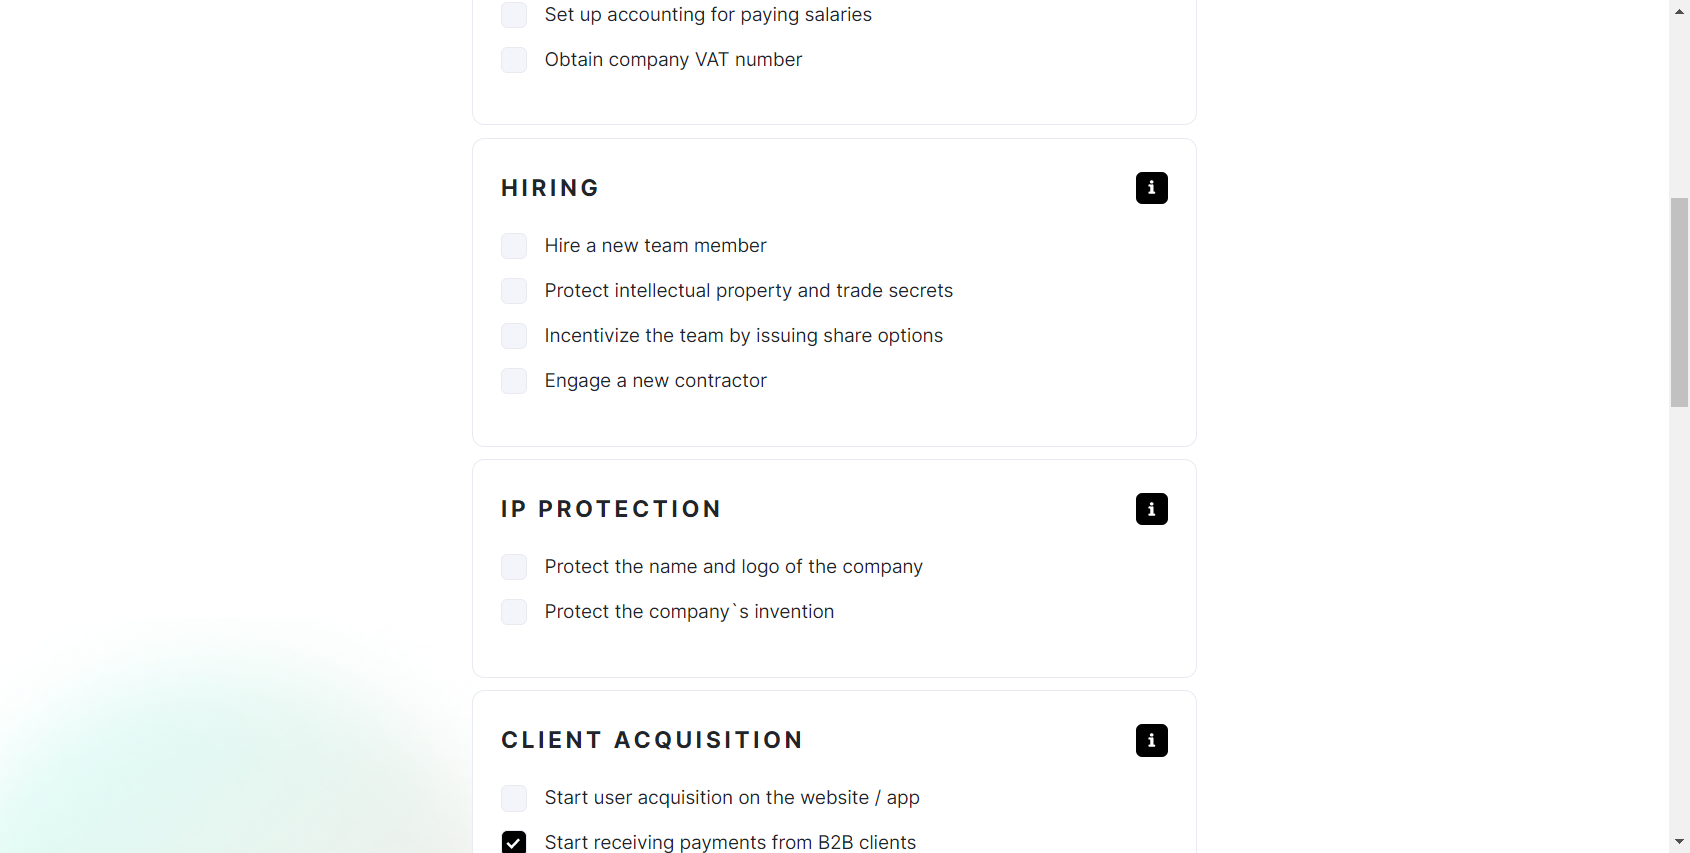 Set up accounting for paying salaries
Obtain company VAT number
HIRING
Hire a new team member
Protect intellectual property and trade secrets
Incentivize the team by issuing share options
Engage a new contractor
IP PROTECTION
Protect the name and logo of the company
Protect the company`s invention
CLIENT ACQUISITION
Start user acquisition on the website / app
Start receiving payments from B2B clients